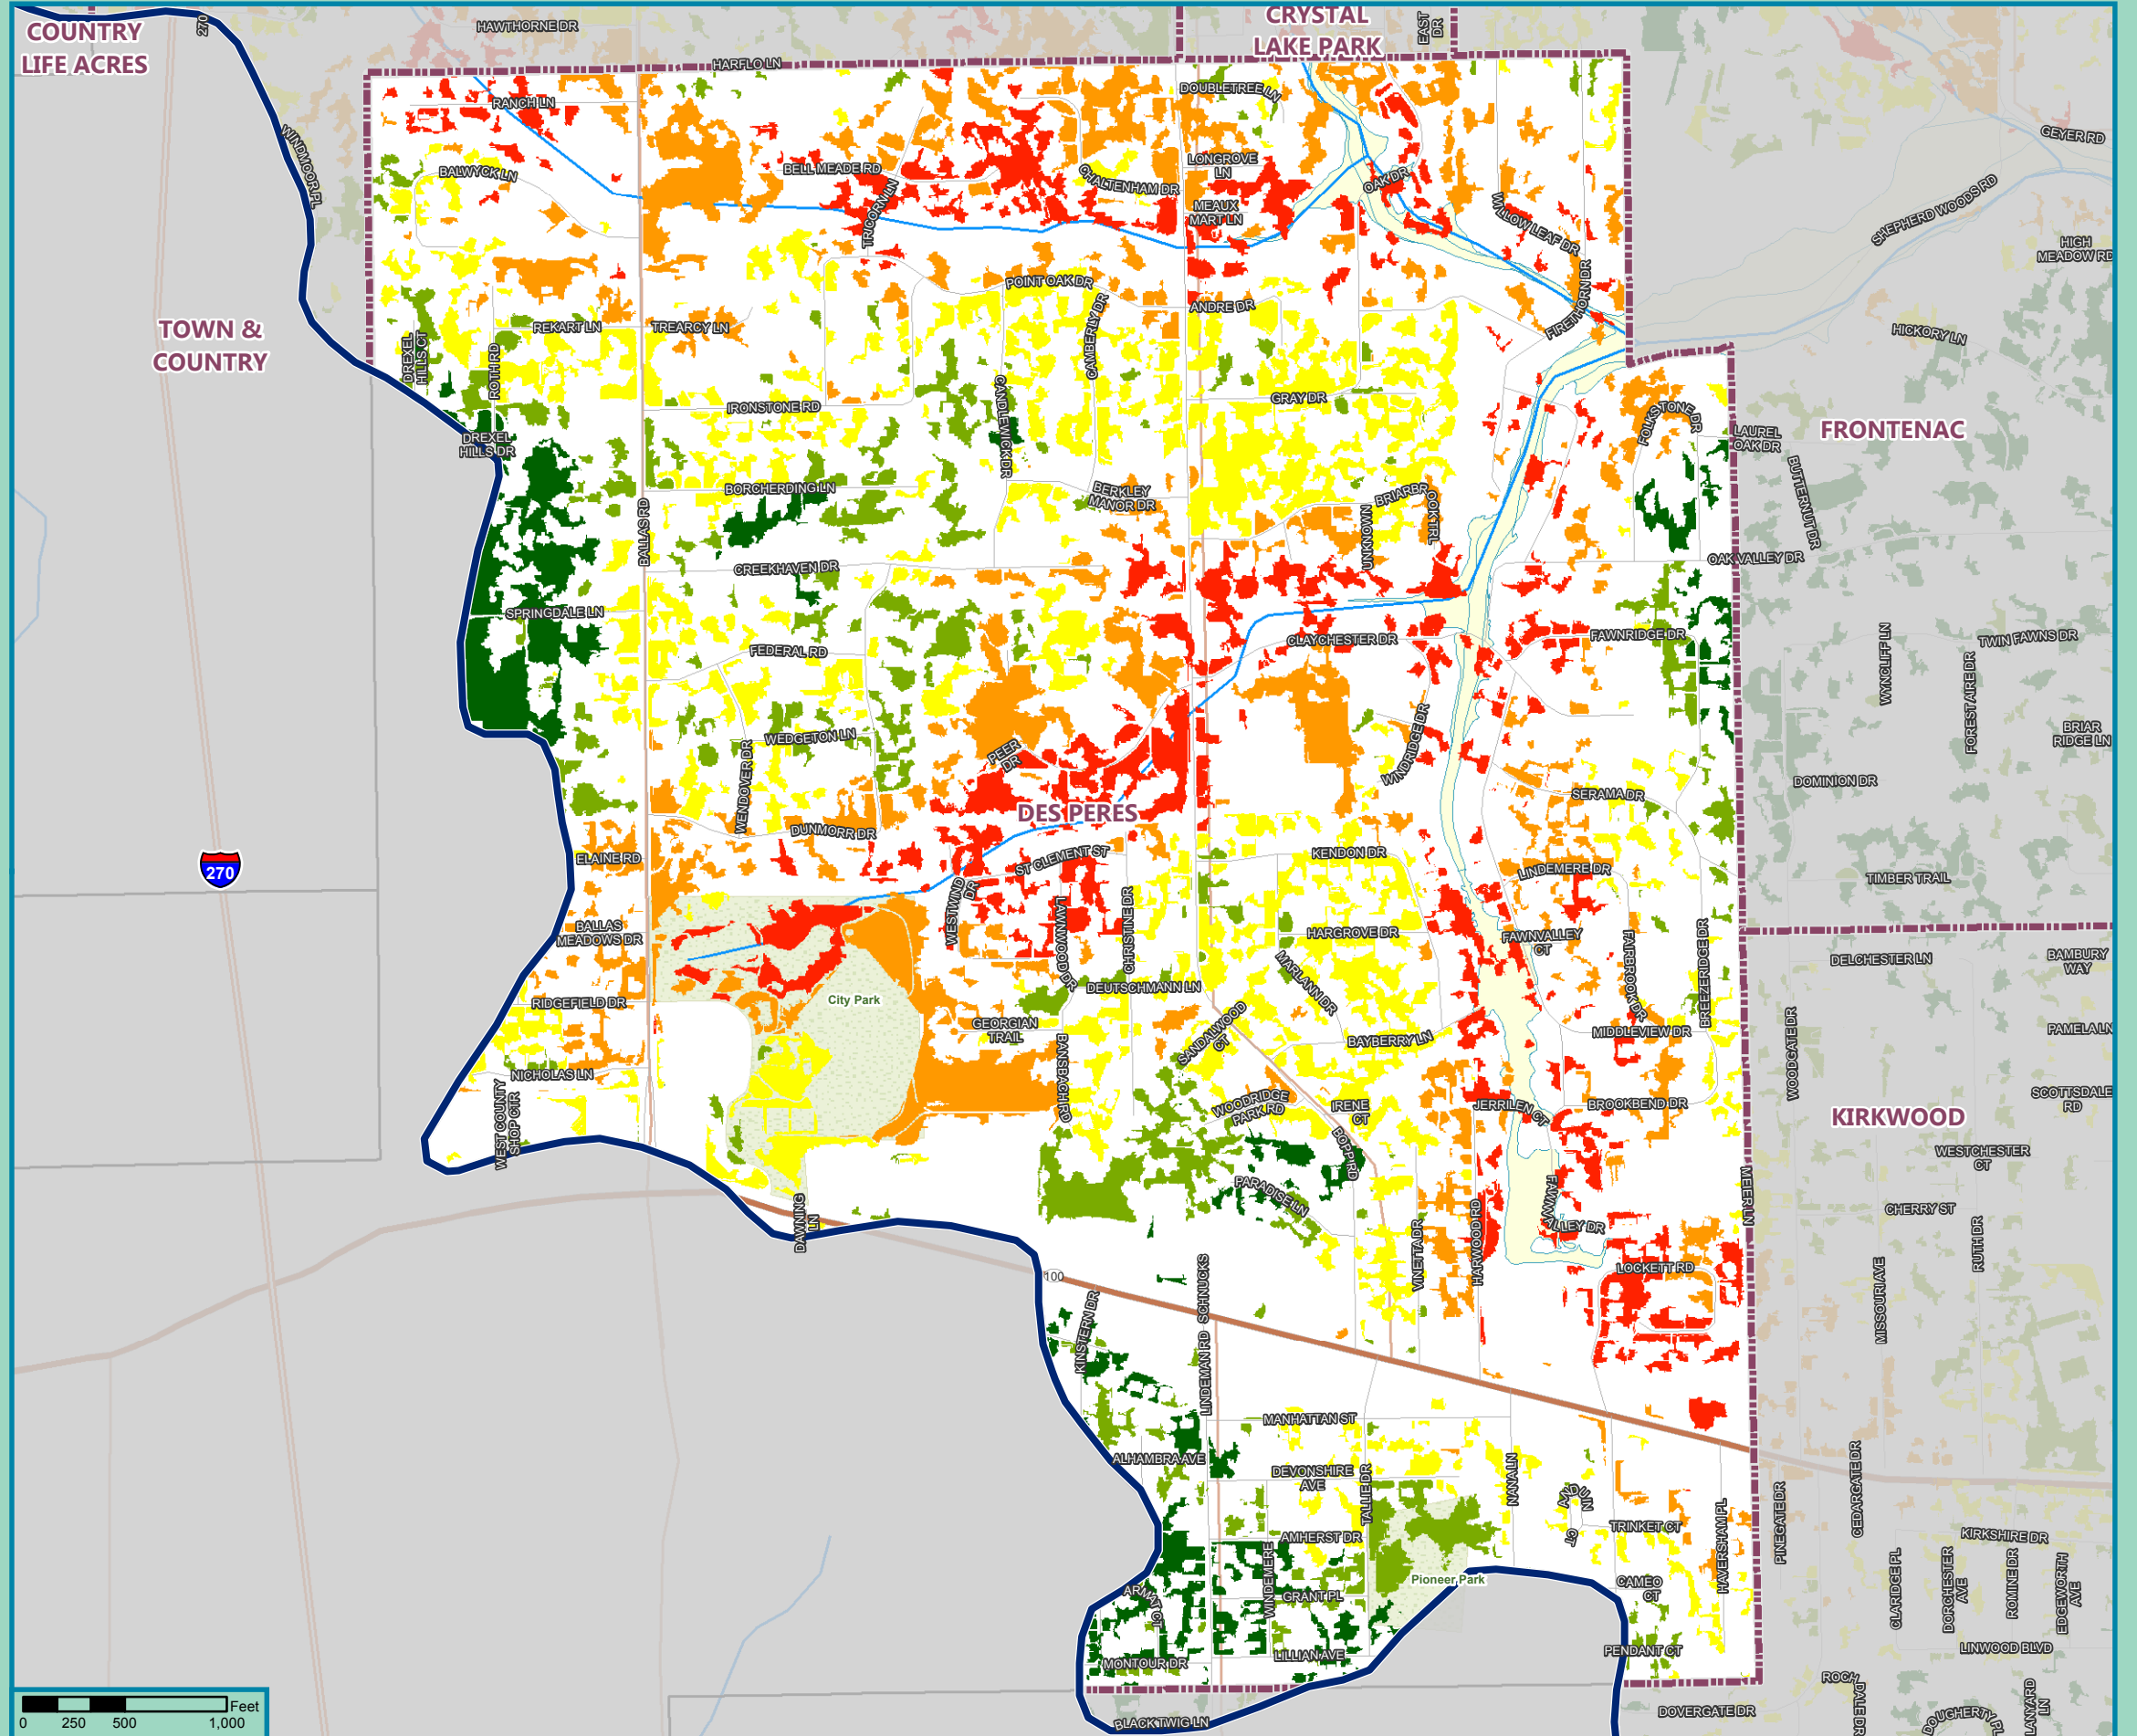 COUNTRY
LIFE ACRES
270
HAWTHORNE DR
CRYSTAL
LAKE PARK
EAST
DR
HARFLO LN
RANCH LN
DOUBLETREE LN
WINDMOOR PL
BALWYCK LN
BELL MEADE RD
TRICORN LN
CHALTENHAM DR
LONGROVE
LN
MEAUX
MART LN
OAK DR
WILLOW LEAF DR
GEYER RD
SHEPHERD WOODS RD
HIGH
MEADOW RD
TOWN &
COUNTRY
DREXEL
HILLS CT
ROTH RD
REKART LN
TREARCY LN
POINT OAK DR
CAMBERLY DR
ANDRE DR
FIRETHORN DR
HICKORY LN
IRONSTONE RD
CANDLEWICK DR
GRAY DR
FOLKSTONE DR
LAUREL
OAK DR
FRONTENAC
DREXEL
HILLS DR
BORCHERDING LN
BERKLEY
MANOR DR
BRIARBROOK TRL
UNKNOWN
BUTTERNUT DR
BALLAS RD
CREEKHAVEN DR
OAK VALLEY DR
SPRINGDALE LN
FEDERAL RD
CLAYCHESTER DR
FAWNRIDGE DR
WYNCLIFF LN
TWIN FAWNS DR
FOREST AIRE DR
BRIAR
RIDGE LN
WEDGETON LN
WENDOVER DR
PEER
DR
WINDRIDGE DR
DES PERES
SERAMA DR
DOMINION DR
DUNMORR DR
ELAINE RD
ST CLEMENT ST
KENDON DR
LINDEMERE DR
TIMBER TRAIL
270
WESTWIND
DR
LAWNWOOD DR
CHRISTINE DR
BALLAS
MEADOWS DR
HARGROVE DR
FAWNVALLEY
CT
FAIRBROOK DR
BREEZERIDGE DR
DELCHESTER LN
BAMBURY
WAY
RIDGEFIELD DR
City Park
DEUTSCHMANN LN
MARLANN DR
GEORGIAN
TRAIL
SANDALWOOD
CT
BAYBERRY LN
MIDDLEVIEW DR
WOODGATE DR
PAMELA LN
NICHOLAS LN
BANSBACH RD
WEST COUNTY
SHOP CTR
WOODRIDGE
PARK RD
IRENE
CT
JERRILEN CT
BROOKBEND DR
SCOTTSDALE
RD
KIRKWOOD
BOPP RD
WESTCHESTER
CT
PARADISE LN
DAWNING
LN
VINETTA DR
HARWOOD RD
FAWNVALLEY DR
MEIER LN
CHERRY ST
RUTH DR
100
LOCKETT RD
SCHNUCKS
KINSTERN DR
LINDEMAN RD
MISSOURI AVE
MANHATTAN ST
ALHAMBRA AVE
DEVONSHIRE
AVE
TALLIE DR
NANA LN
CEDARGATE DR
PINEGATE DR
AMHERST DR
TRINKET CT
HAVERSHAM PL
KIRKSHIRE DR
WINDEMERE
Pioneer Park
GRANT PL
CAMEO
CT
CLARIDGE PL
DORCHESTER
AVE
ROMINE DR
EDGEWORTH
AVE
ARMAT CT
LILLIAN AVE
PENDANT CT
LINWOOD BLVD
MONTOUR DR
BLACK TWIG LN
DOVERGATE DR
DOUGHERTY PL
LANYARD
LN
Feet
0 250 500 1,000